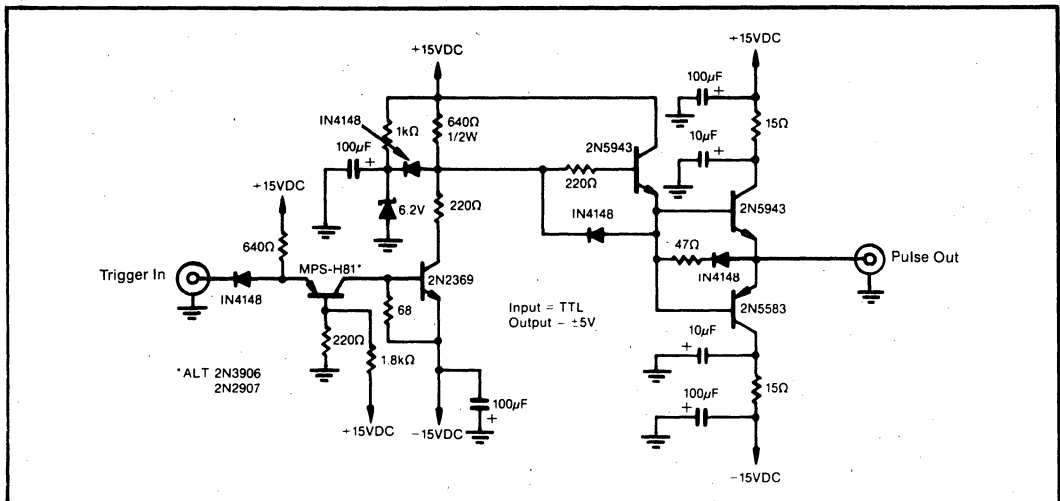 +15VDC
+15VDC
100µF
+
IN4148
1kΩ
640Ω
1/2W
2N5943
15Ω
100µF
+
10µF
+
220Ω
+15VDC
6.2V
220Ω
2N5943
640Ω
IN4148
47Ω
Trigger In
MPS-H81*
Pulse Out
IN4148
2N2369
IN4148
68
Input = TTL
Output – ±5V
2N5583
220Ω
10µF
+
1.8kΩ
*ALT 2N3906
2N2907
15Ω
100µF
+
100µF
+
+15VDC
-15VDC
-15VDC